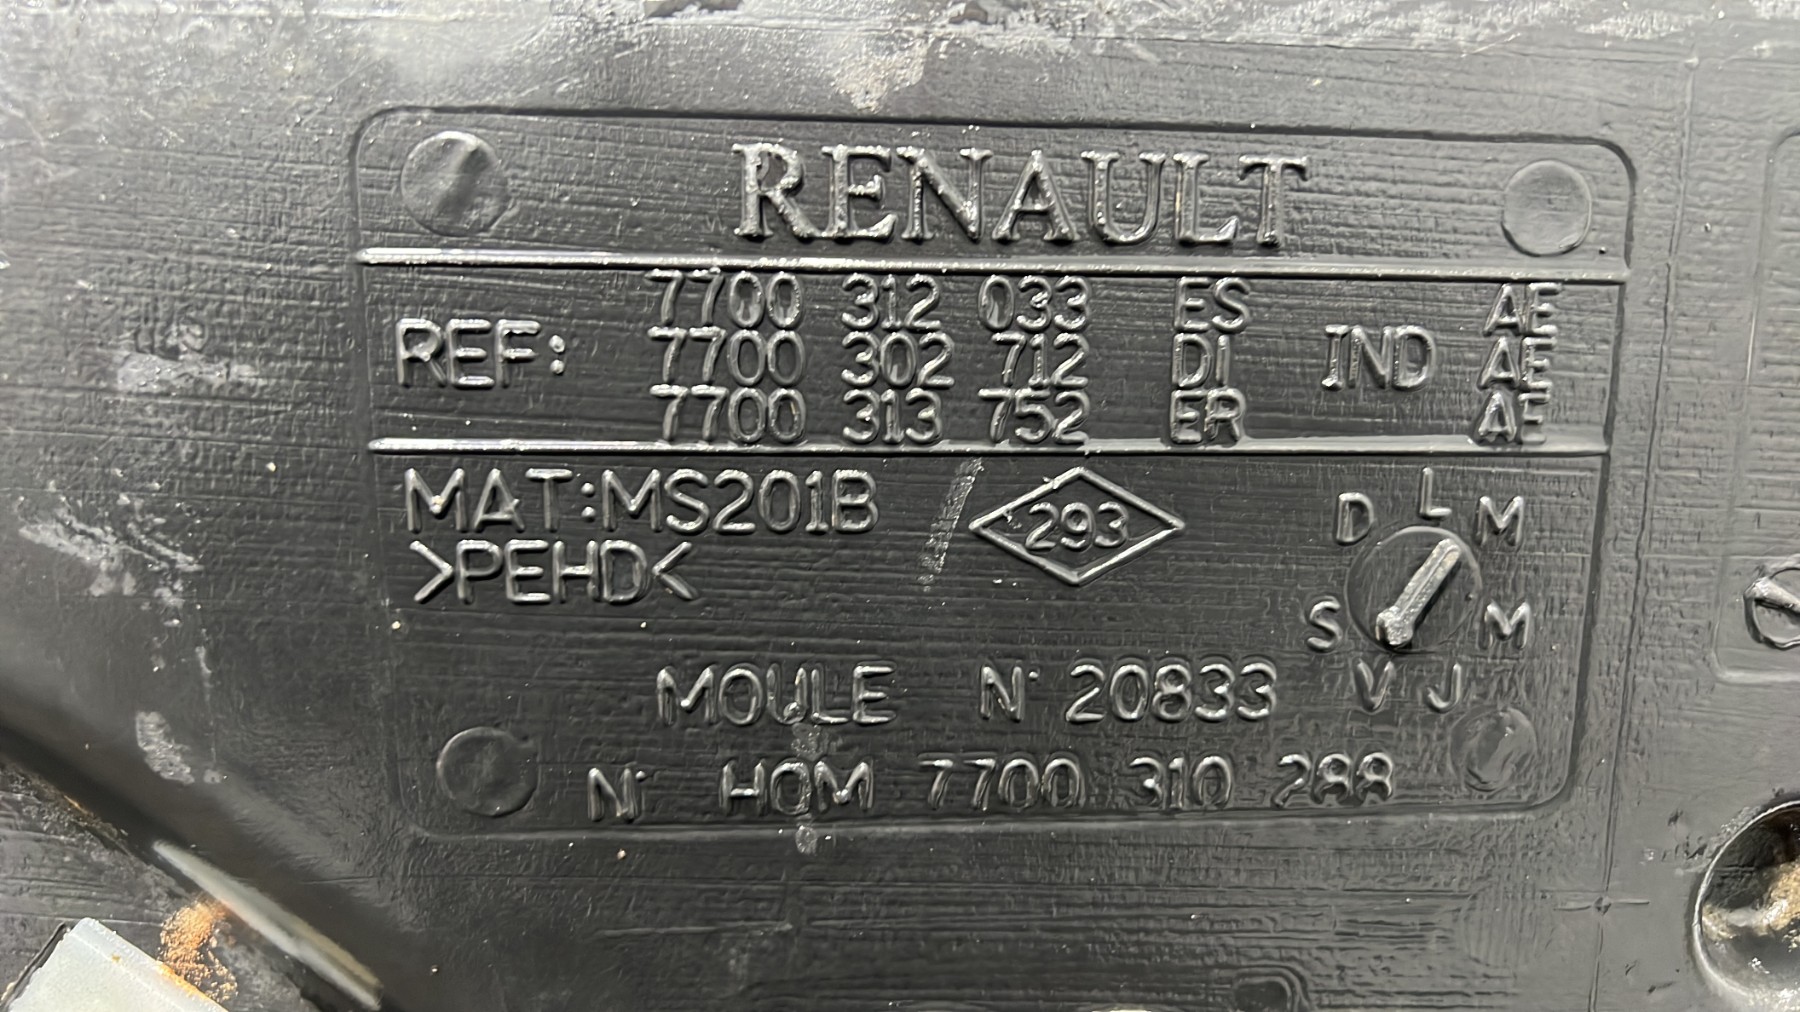 RENAULT
7700 312 033 ES AE
REF: 7700 302 712 DI IND AE
7700 313 752 ER AE
MAT:MS201B
>PEHD<
293
L
D M
S M
V J
MOULE N° 20833
N° HOM 7700 310 288